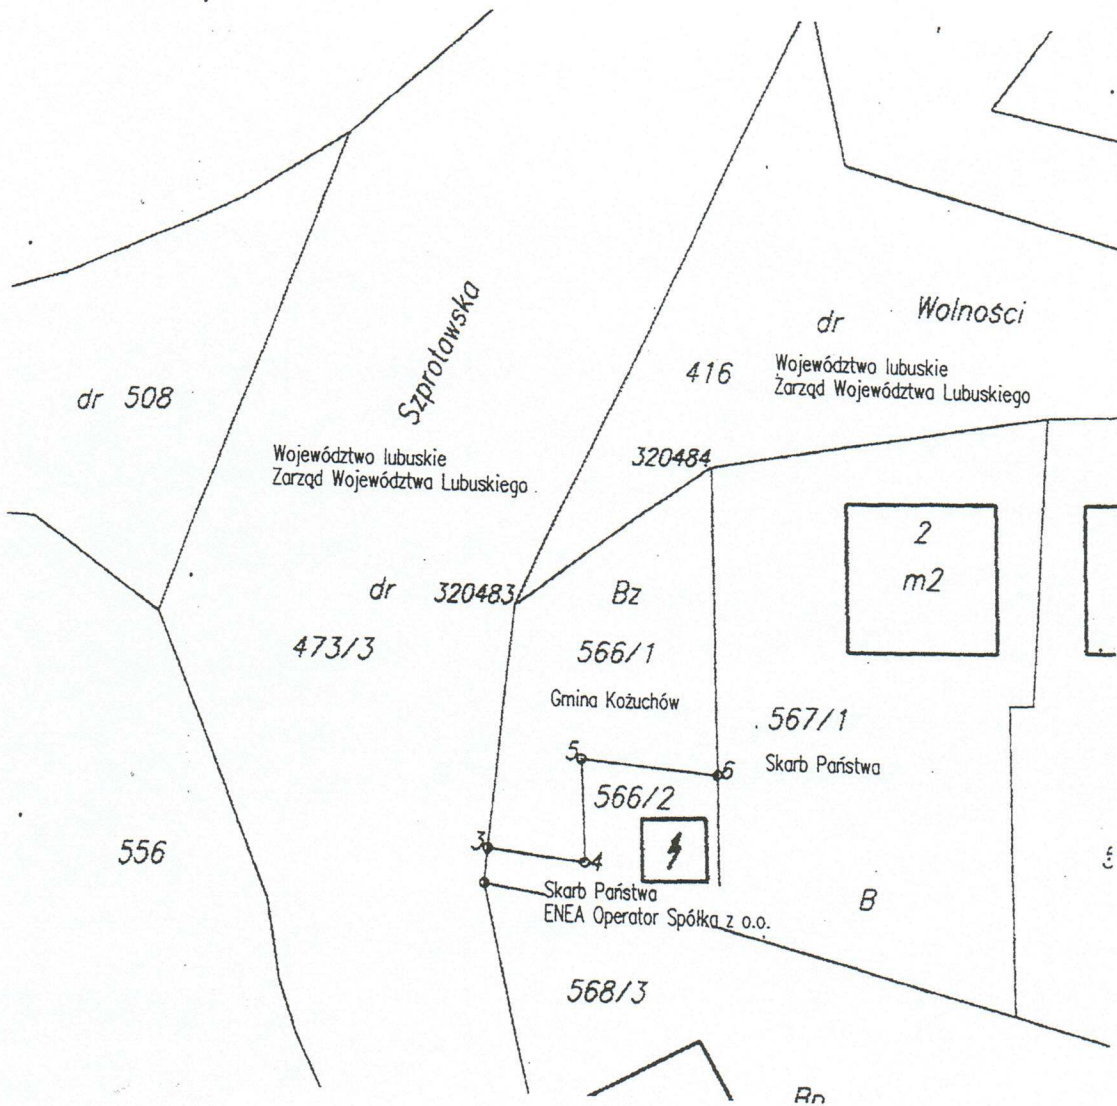 Szprotawska
dr Wolności
416
Województwo lubuskie
Zarząd Województwa Lubuskiego
dr 508
Województwo lubuskie
Zarząd Województwa Lubuskiego
320484
2
m2
dr 320483
Bz
473/3
566/1
Gmina Kożuchów
567/1
Skarb Państwa
5
6
566/2
3
4
556
Skarb Państwa
ENEA Operator Spółka z o.o.
B
568/3